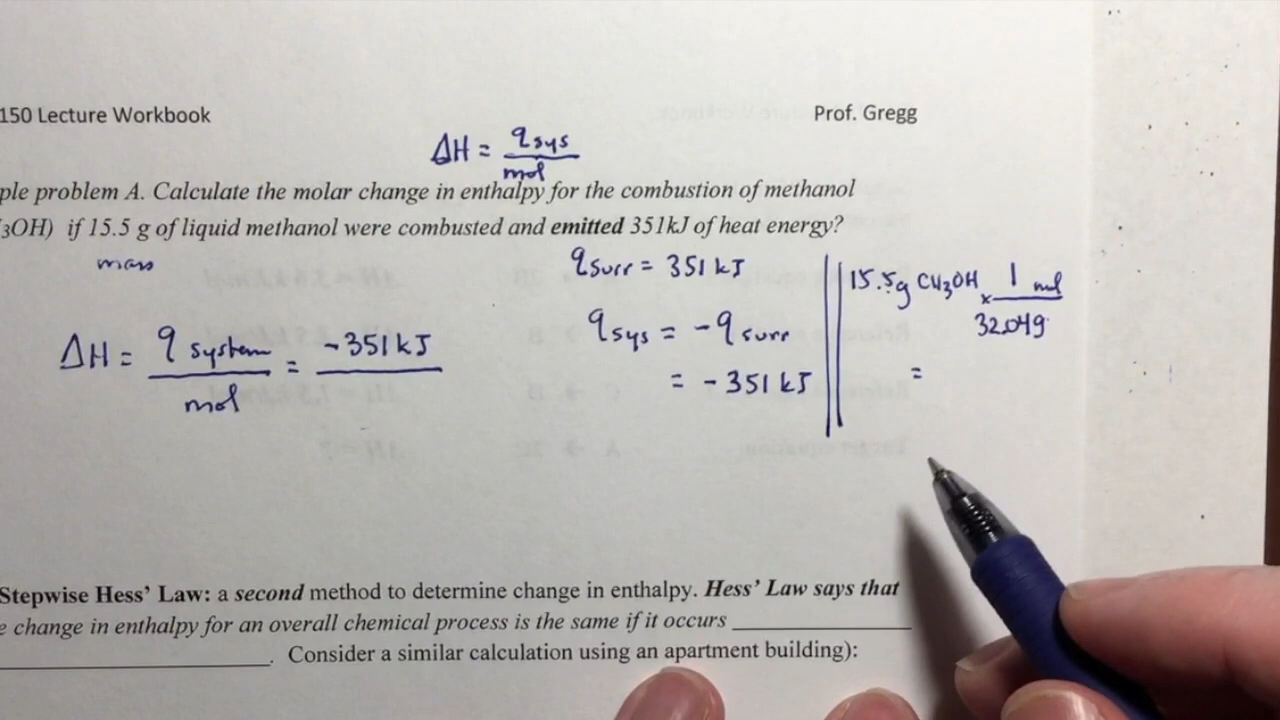 150 Lecture Workbook
Prof. Gregg
ΔH = qsys / mol
ple problem A. Calculate the molar change in enthalpy for the combustion of methanol
3OH) if 15.5 g of liquid methanol were combusted and emitted 351kJ of heat energy?
mass
qsurr = 351 kJ
qsys = -qsurr
= -351 kJ
ΔH = q system / mol = -351 kJ
15.5g CH3OH x 1 mol / 32.04g
=
Stepwise Hess' Law: a second method to determine change in enthalpy. Hess' Law says that
e change in enthalpy for an overall chemical process is the same if it occurs ________________
________________________. Consider a similar calculation using an apartment building):